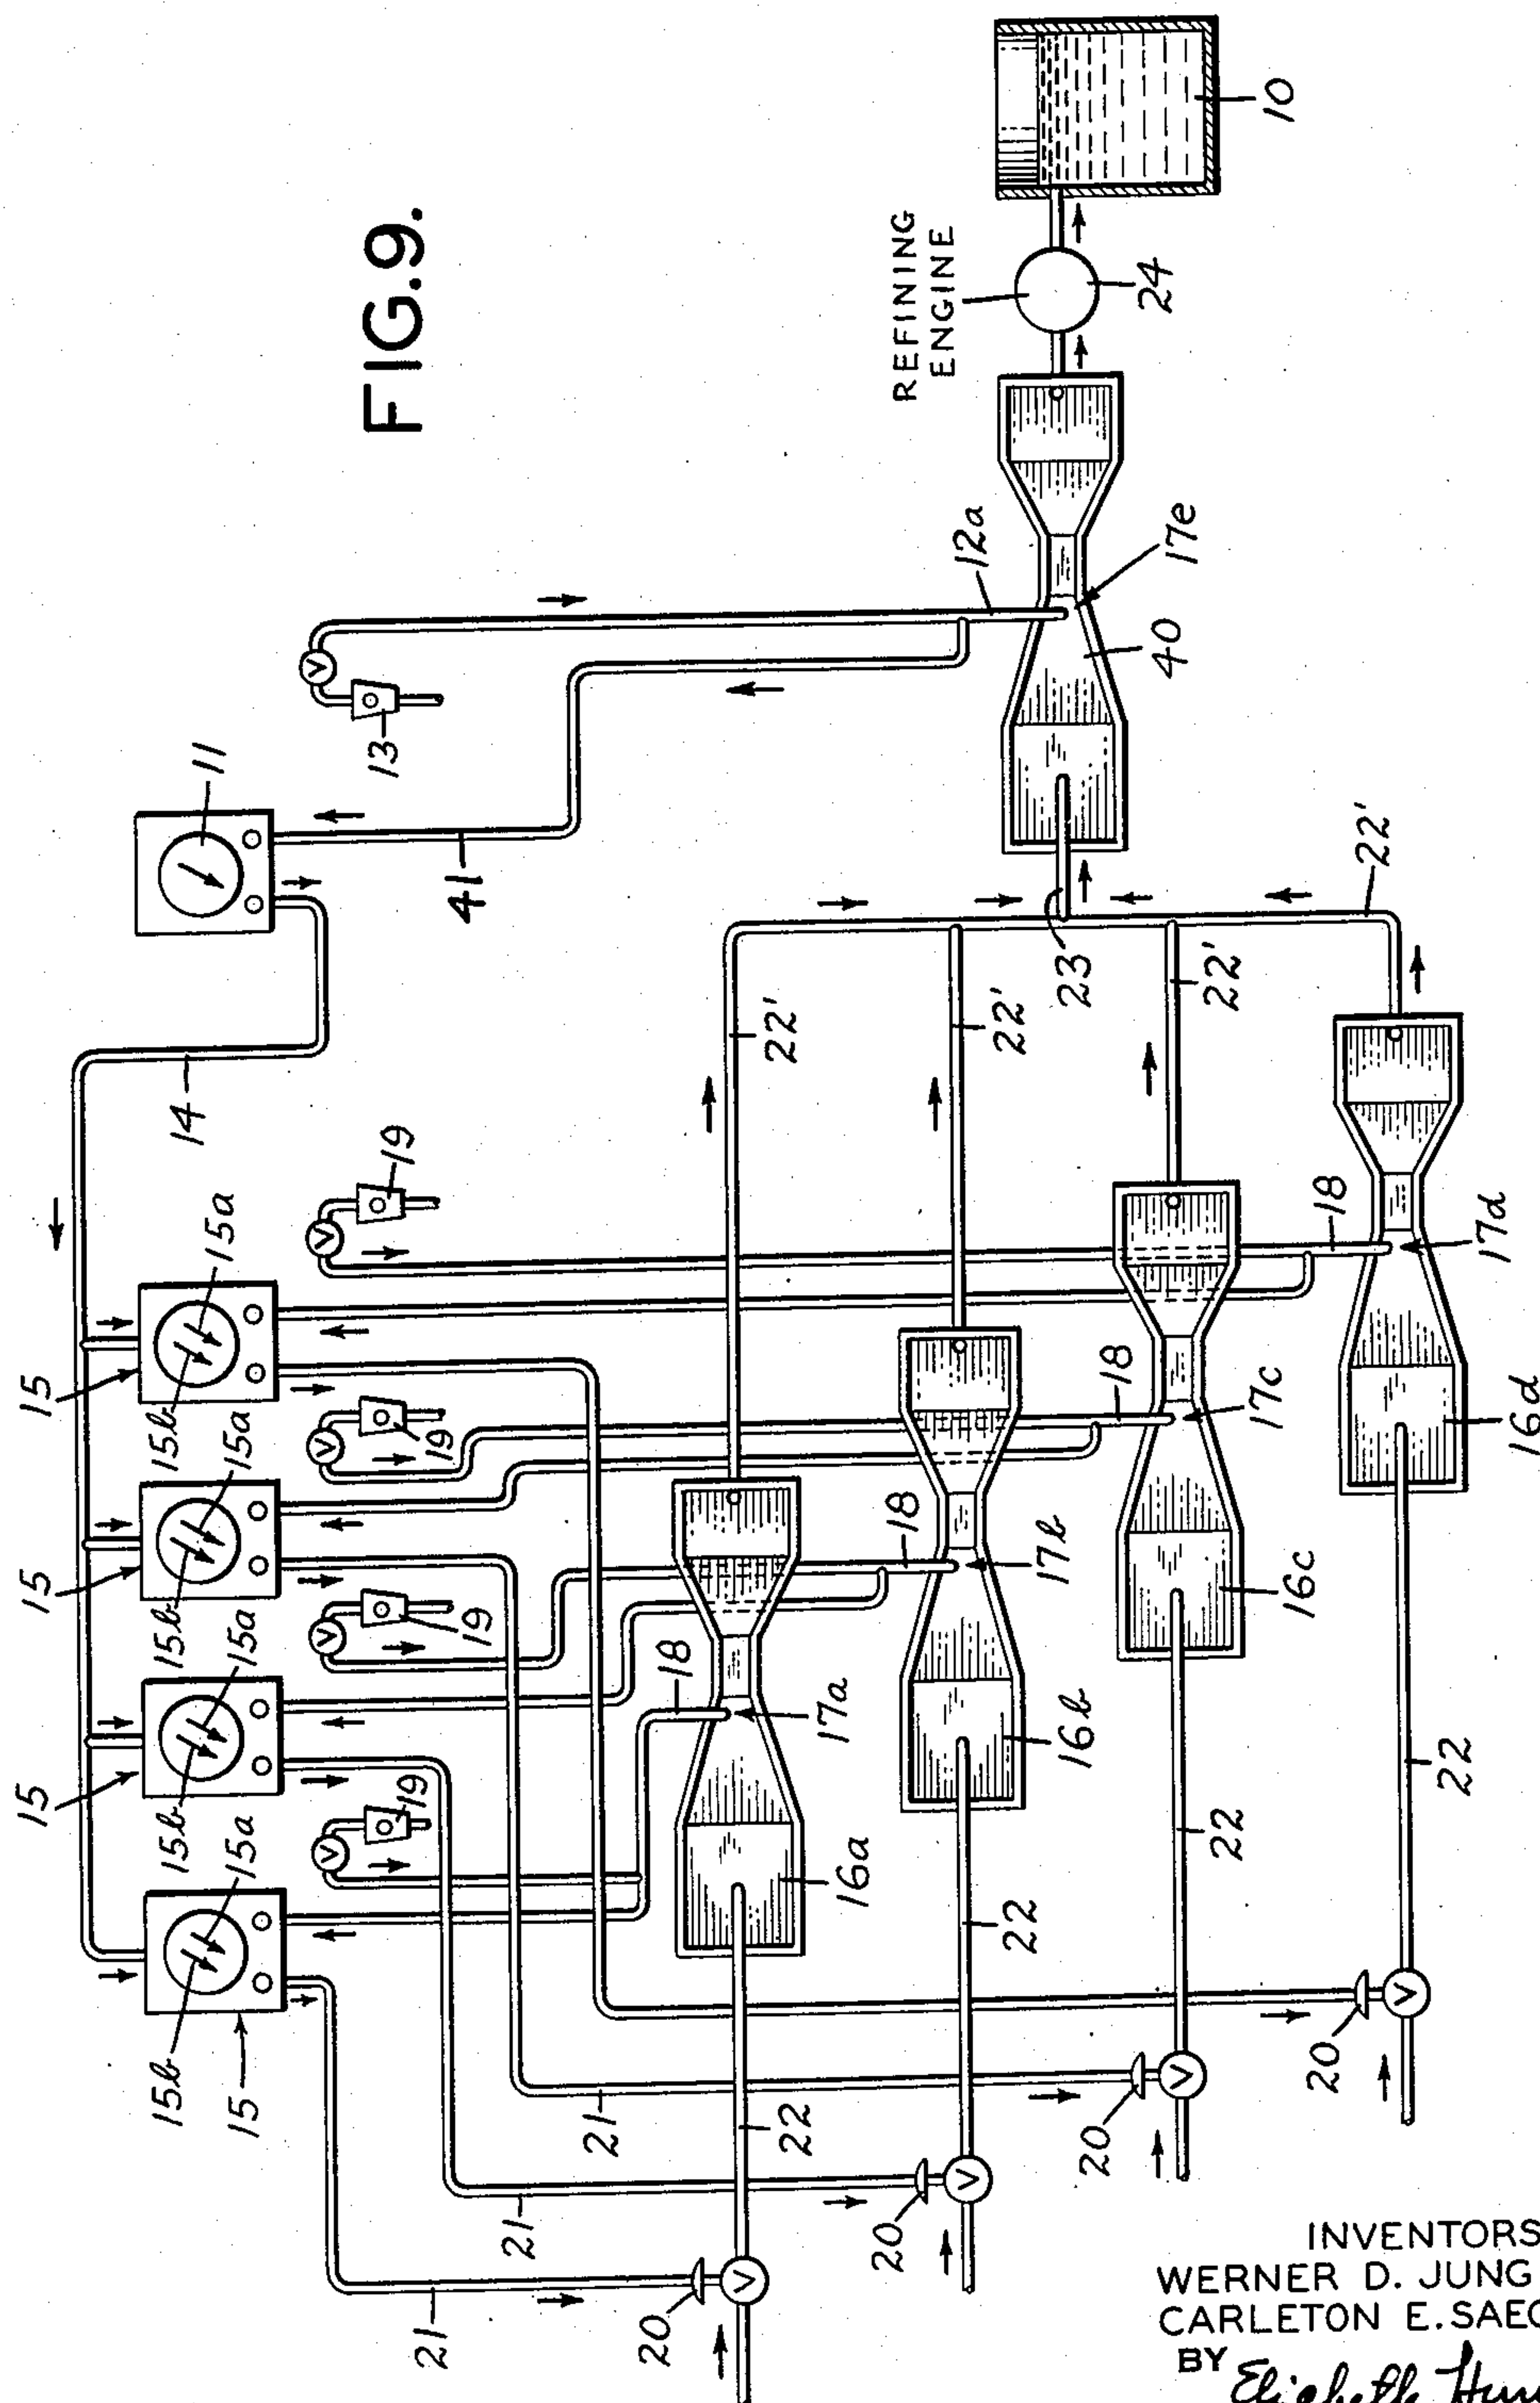 FIG.9.
REFINING
ENGINE
24
10
11
13
12a
17e
40
41
14
23
22'
22'
22'
22'
19
19
19
19
15
15
15
15
15a
15a
15a
15a
15b
15b
15b
15b
18
18
18
18
17a
17b
17c
17d
16a
16b
16c
16d
22
22
22
22
21
21
21
20
20
20
20
V
V
V
V
V
V
V
V
V
INVENTORS
WERNER D. JUNG
CARLETON E. SAEG
BY